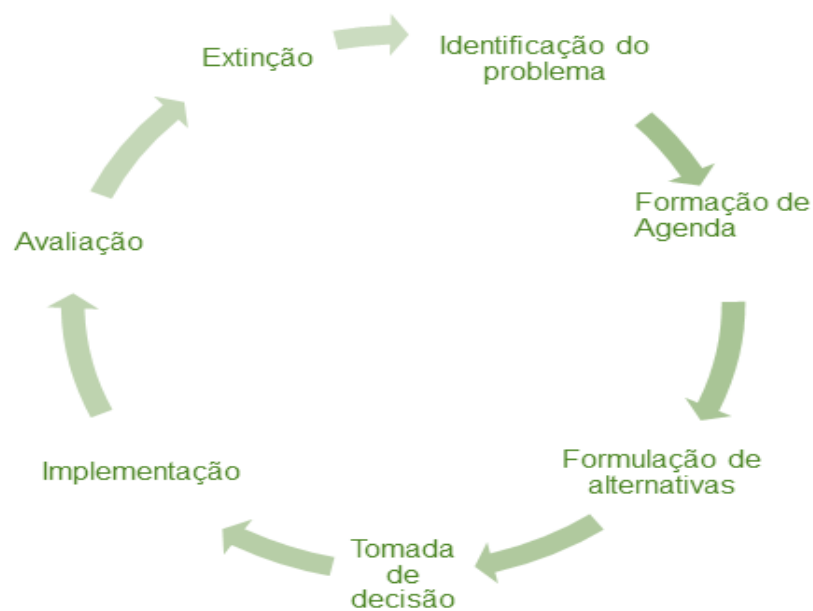 Extinção
Identificação do
problema
Formação de
Agenda
Formulação de
alternativas
Tomada
de
decisão
Implementação
Avaliação